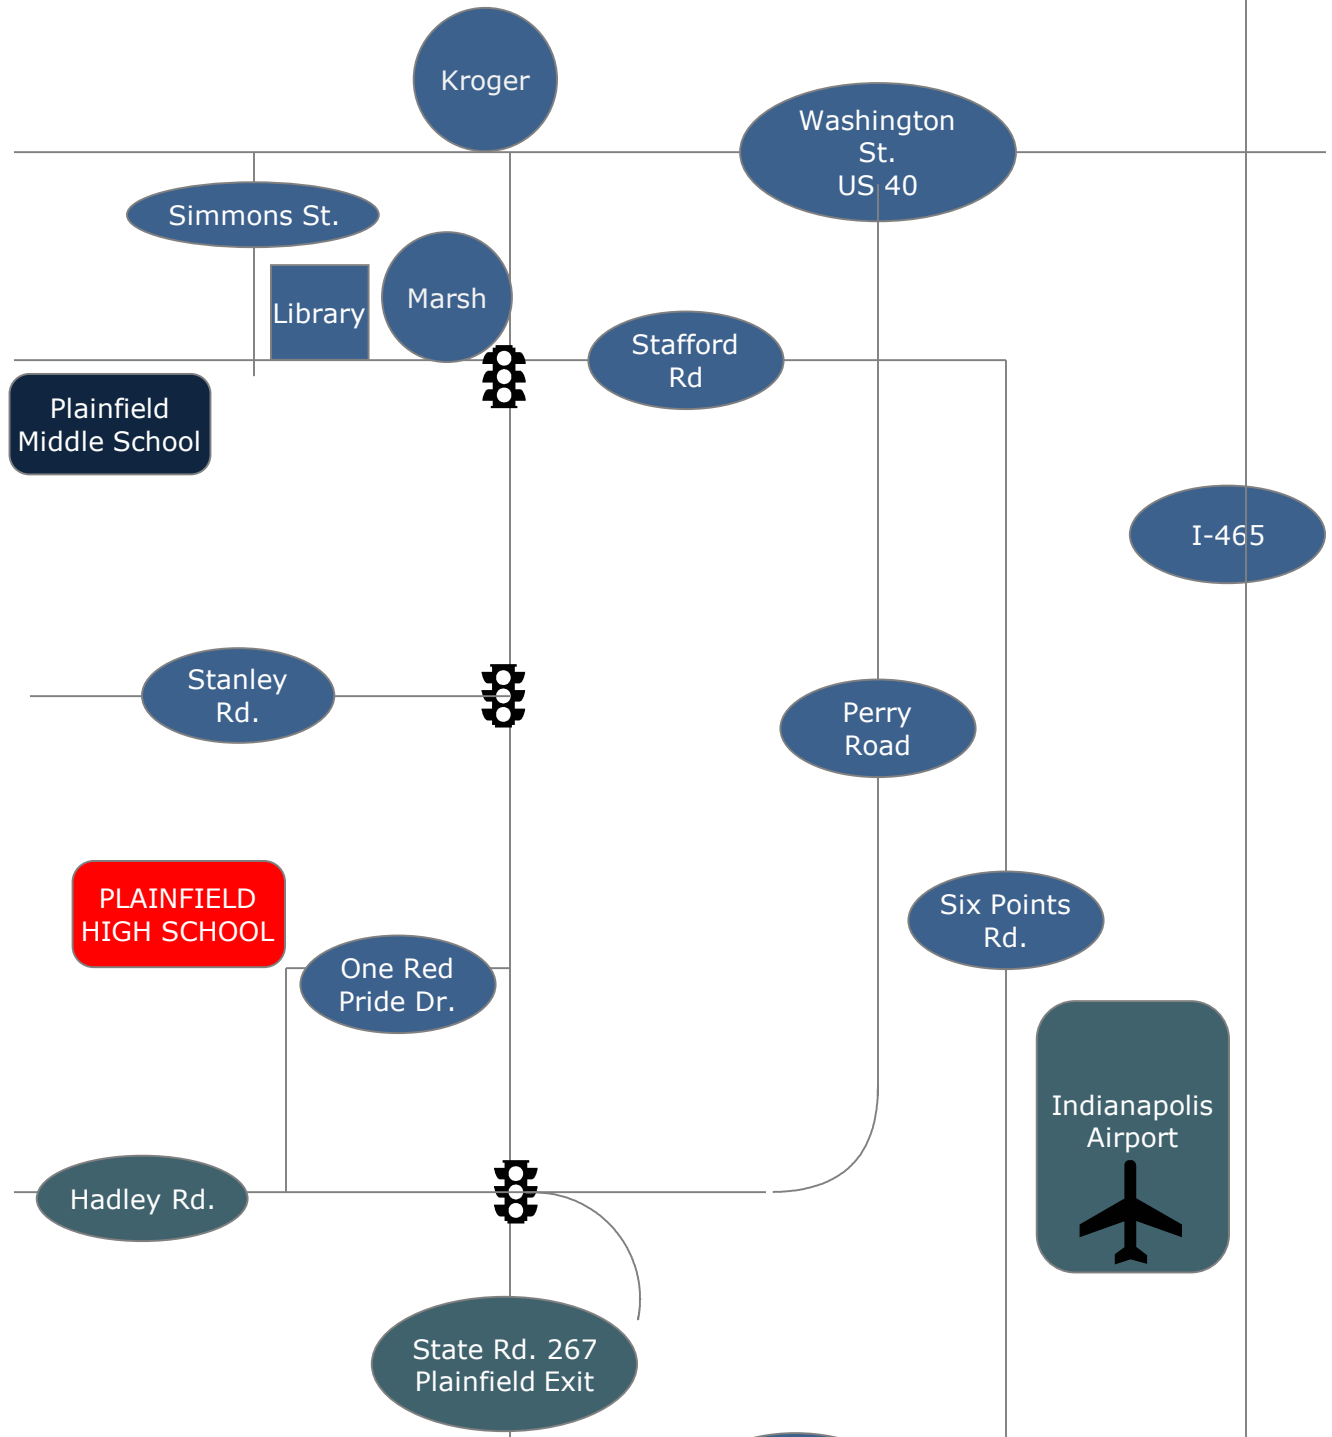 Kroger
Washington
St.
US 40
Simmons St.
Library
Marsh
Stafford
Rd
Plainfield
Middle School
I-465
Stanley
Rd.
Perry
Road
PLAINFIELD
HIGH SCHOOL
Six Points
Rd.
One Red
Pride Dr.
Indianapolis
Airport
Hadley Rd.
State Rd. 267
Plainfield Exit